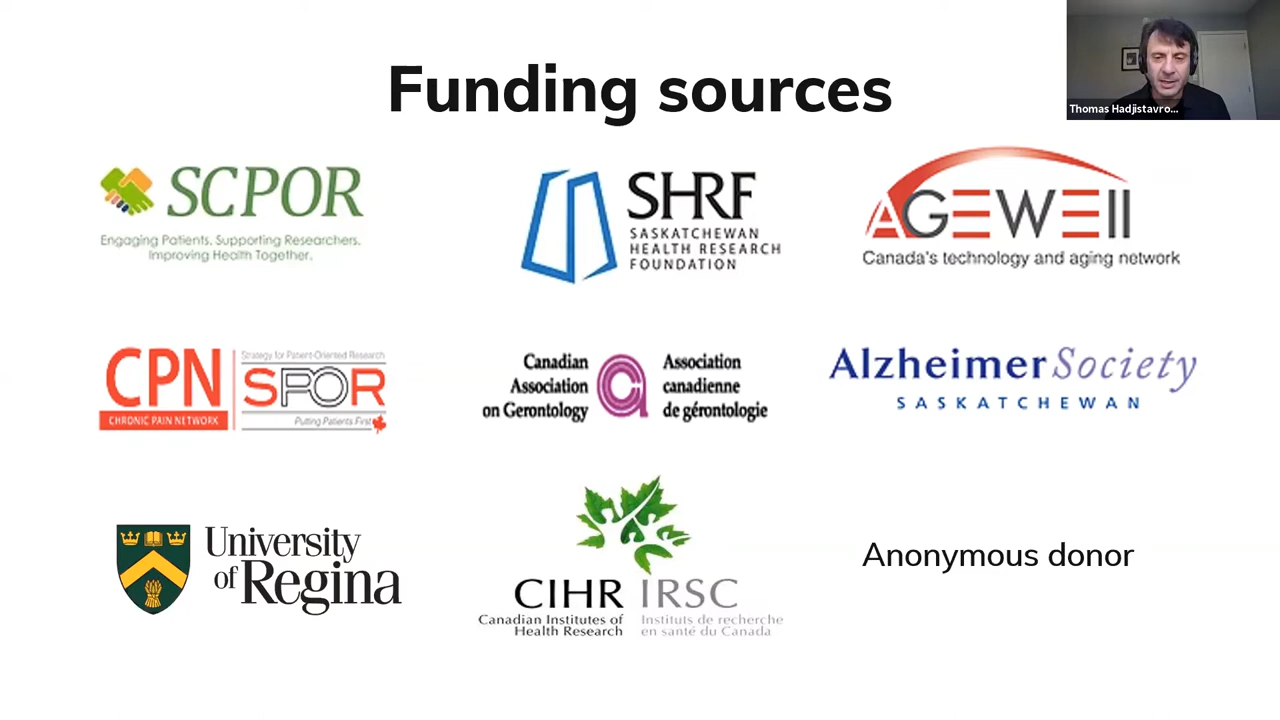 Funding sources
Thomas Hadjistavro...
SCPOR
Engaging Patients. Supporting Researchers.
Improving Health Together.
SHRF
SASKATCHEWAN
HEALTH RESEARCH
FOUNDATION
AGEWEll
Canada's technology and aging network
CPN
CHRONIC PAIN NETWORK
Strategy for Patient-Oriented Research
SPOR
Putting Patients First
Canadian
Association
on Gerontology
Association
canadienne
de gérontologie
Alzheimer Society
SASKATCHEWAN
University
of Regina
CIHR IRSC
Canadian Institutes of
Health Research
Instituts de recherche
en santé du Canada
Anonymous donor